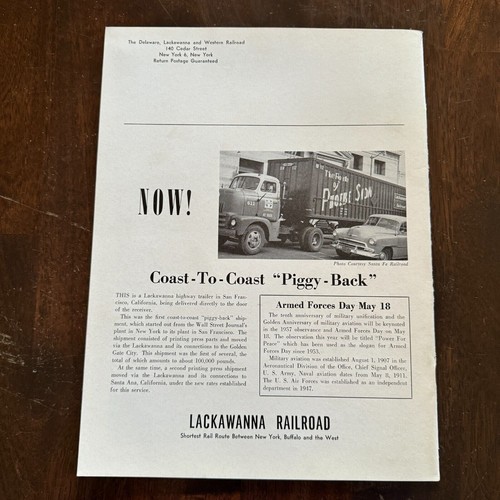 The Delaware, Lackawanna and Western Railroad
140 Cedar Street
New York 6, New York
Return Postage Guaranteed
NOW!
The Route
of
Phoebe Snow
Photo Courtesy Santa Fe Railroad
Coast-To-Coast "Piggy-Back"
THIS is a Lackawanna highway trailer in San Fran-
cisco, California, being delivered directly to the door
of the receiver.
This was the first coast-to-coast "piggy-back" ship-
ment, which started out from the Wall Street Journal's
plant in New York to its plant in San Francisco. The
shipment consisted of printing press parts and moved
via the Lackawanna and its connections to the Golden
Gate City. This shipment was the first of several, the
total of which amounts to about 100,000 pounds.
At the same time, a second printing press shipment
moved via the Lackawanna and its connections to
Santa Ana, California, under the new rates established
for this service.
Armed Forces Day May 18
The tenth anniversary of military unification and the
Golden Anniversary of military aviation will be keynoted
in the 1957 observance and Armed Forces Day on May
18. The observation this year will be titled "Power For
Peace" which has been used as the slogan for Armed
Forces Day since 1953.
Military aviation was established August 1, 1907 in the
Aeronautical Division of the Office, Chief Signal Officer,
U. S. Army. Naval aviation dates from May 8, 1911.
The U. S. Air Forces was established as an independent
department in 1947.
LACKAWANNA RAILROAD
Shortest Rail Route Between New York, Buffalo and the West